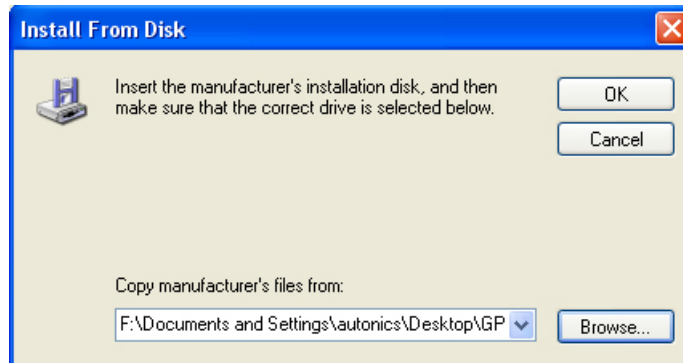 Install From Disk
Insert the manufacturer's installation disk, and then
make sure that the correct drive is selected below.
OK
Cancel
Copy manufacturer's files from:
F:\Documents and Settings\autonics\Desktop\GP
Browse...